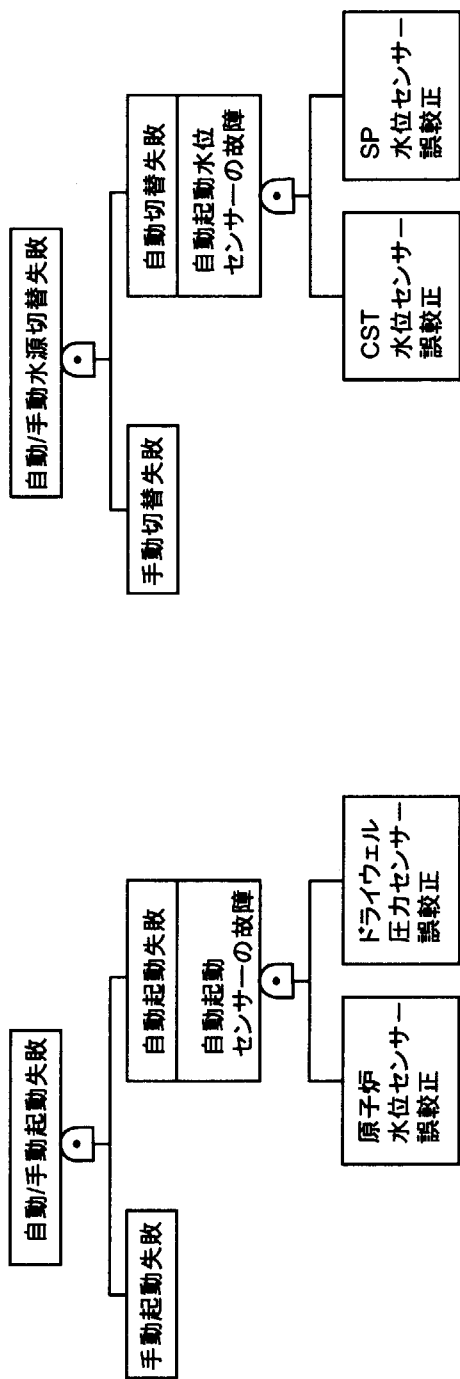 自動/手動起動失敗
手動起動失敗
自動起動失敗
自動起動
センサーの故障
原子炉
水位センサー
誤較正
ドライウェル
圧力センサー
誤較正
自動/手動水源切替失敗
手動切替失敗
自動切替失敗
自動起動水位
センサーの故障
CST
水位センサー
誤較正
SP
水位センサー
誤較正